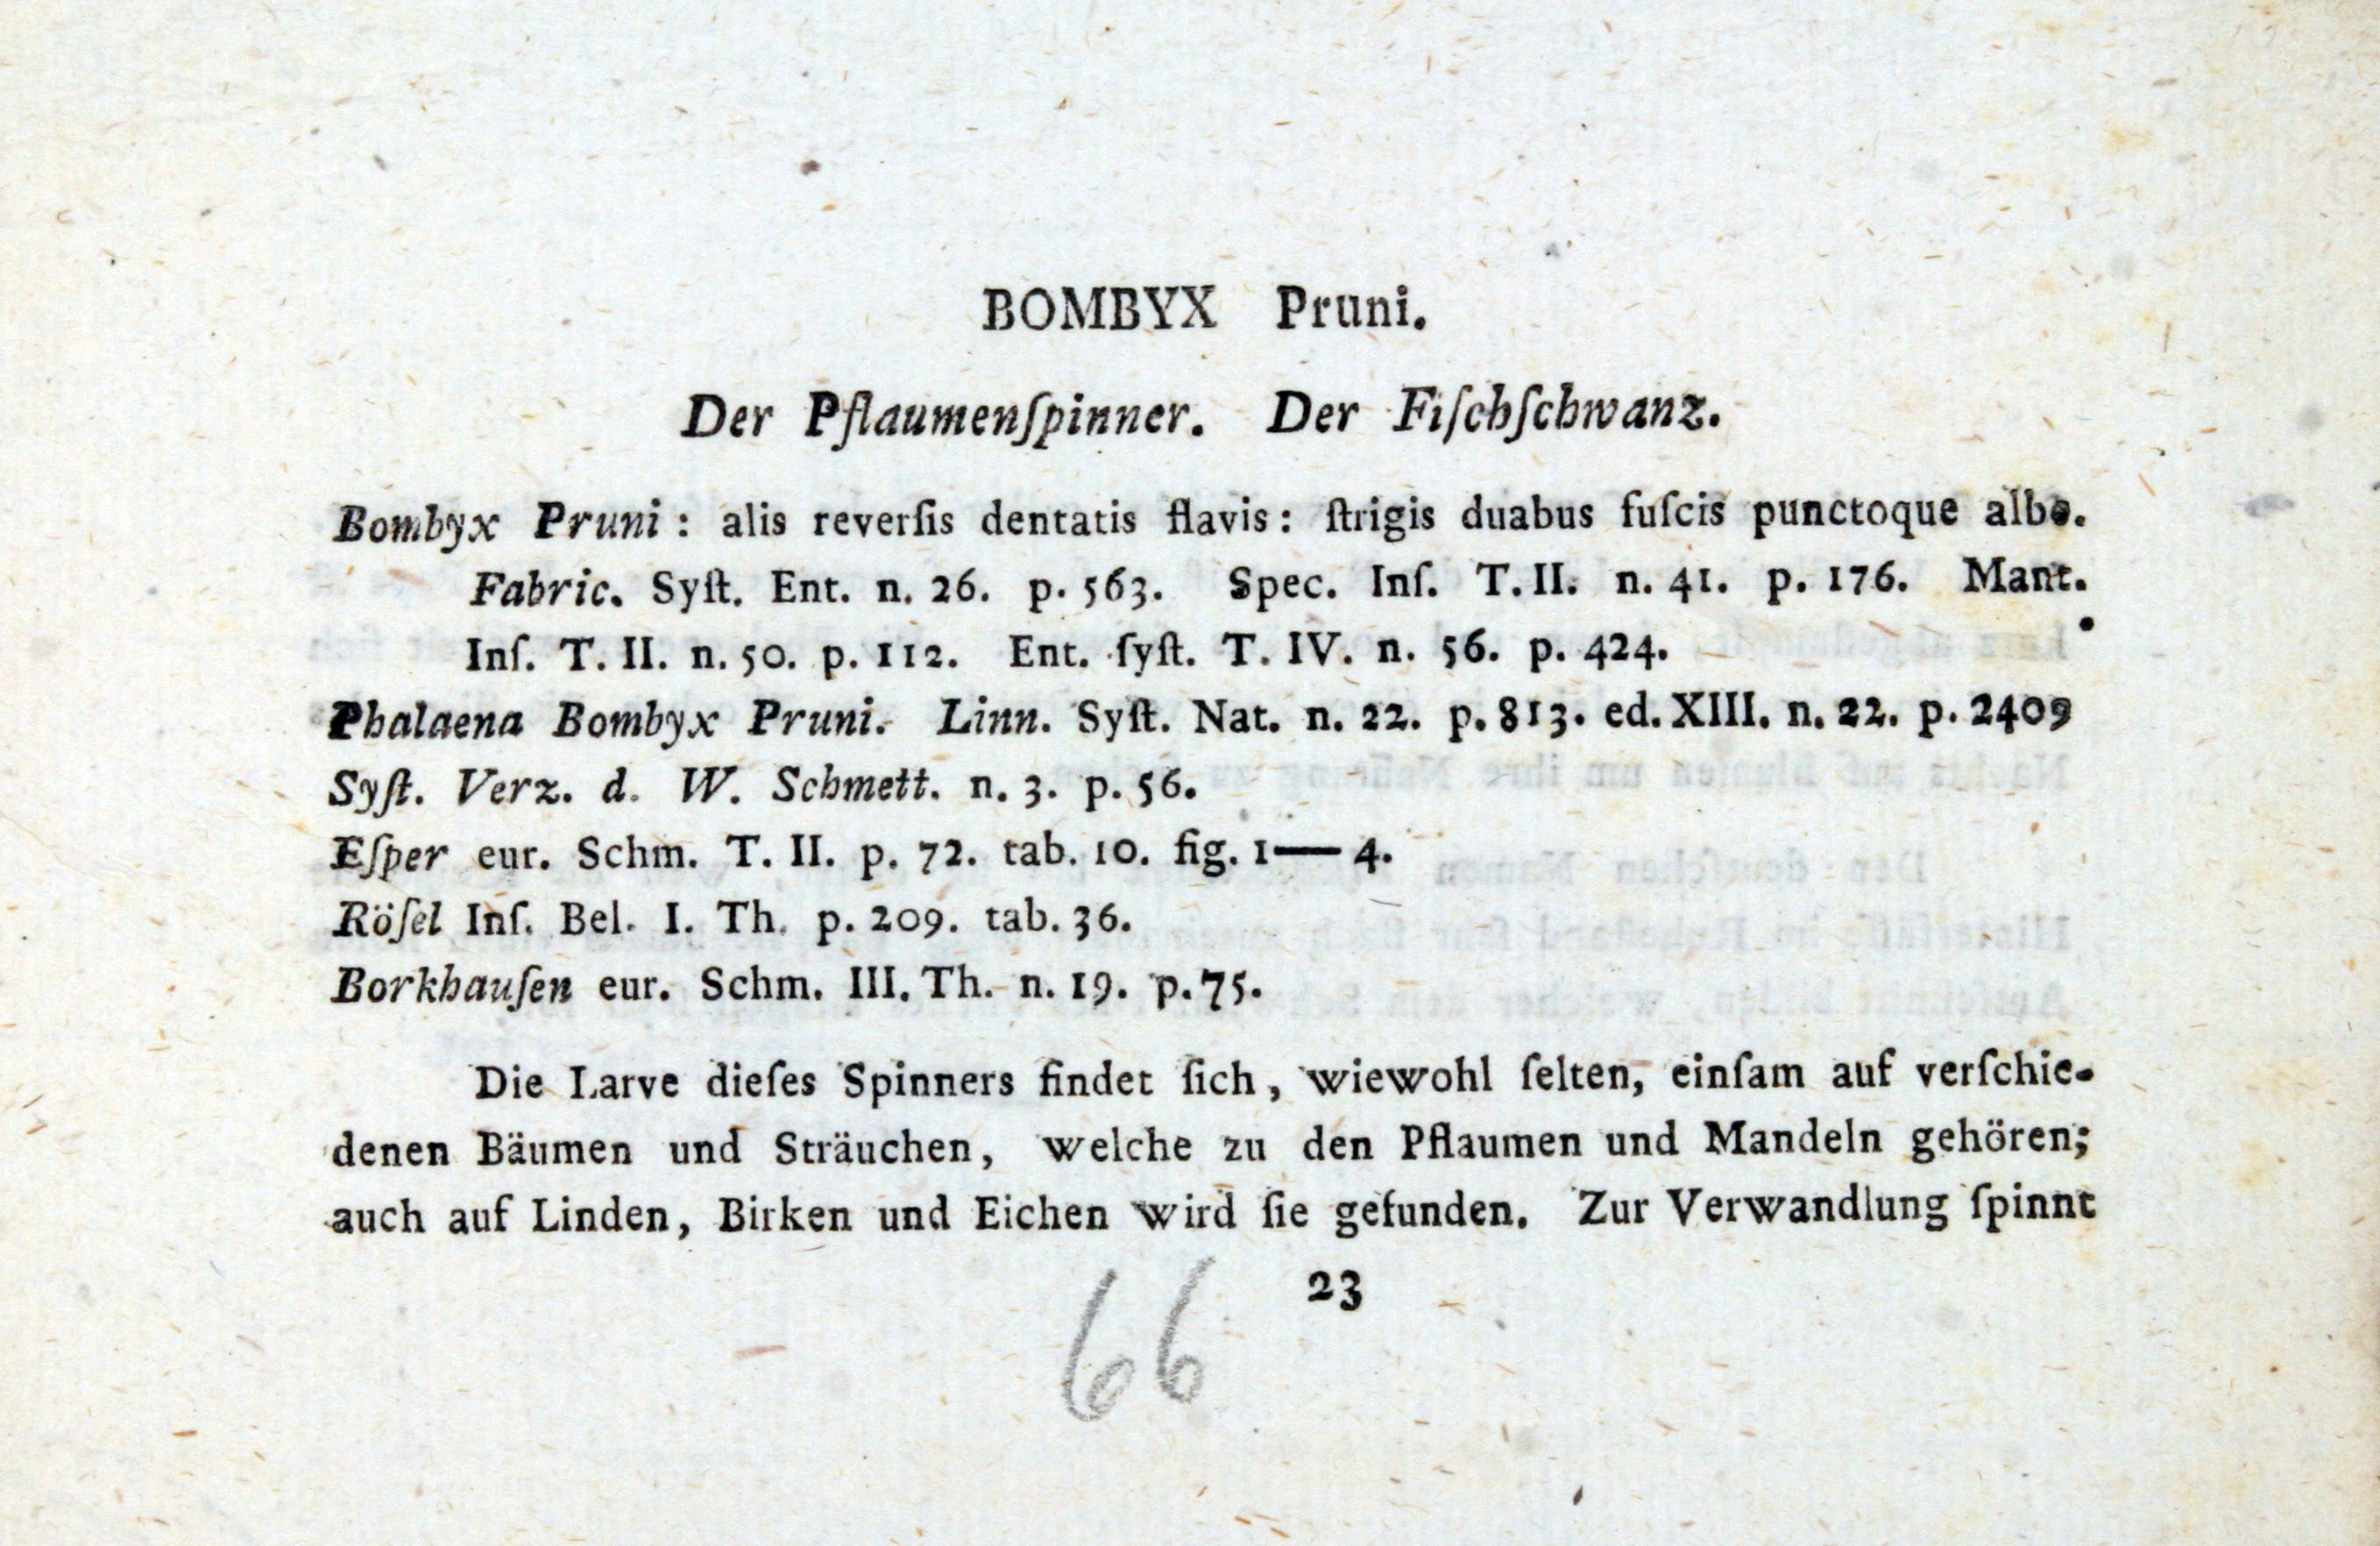 BOMBYX Pruni.
Der Pflaumenſpinner. Der Fiſchſchwanz.
Bombyx Pruni: alis reverſis dentatis flavis: ſtrigis duabus fuſcis punctoque albo.
Fabric. Syſt. Ent. n. 26. p. 563. Spec. Inſ. T. II. n. 41. p. 176. Mant.
Inſ. T. II. n. 50. p. 112. Ent. ſyſt. T. IV. n. 56. p. 424.
Phalaena Bombyx Pruni. Linn. Syſt. Nat. n. 22. p. 813. ed. XIII. n. 22. p. 2409
Syſt. Verz. d. W. Schmett. n. 3. p. 56.
Eſper eur. Schm. T. II. p. 72. tab. 10. fig. 1— 4.
Röſel Inſ. Bel. I. Th. p. 209. tab. 36.
Borkhauſen eur. Schm. III. Th. n. 19. p. 75.
Die Larve dieſes Spinners findet ſich, wiewohl ſelten, einſam auf verſchie-
denen Bäumen und Sträuchen, welche zu den Pflaumen und Mandeln gehören;
auch auf Linden, Birken und Eichen wird ſie gefunden. Zur Verwandlung ſpinnt
23
66